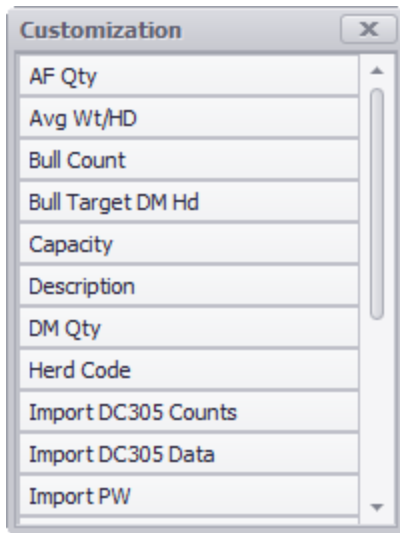 Customization
AF Qty
Avg Wt/HD
Bull Count
Bull Target DM Hd
Capacity
Description
DM Qty
Herd Code
Import DC305 Counts
Import DC305 Data
Import PW